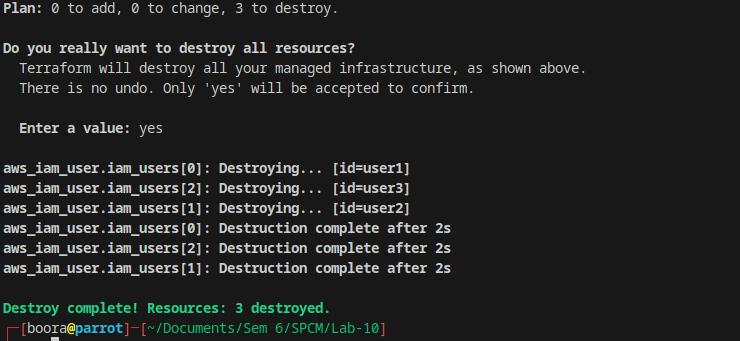 Plan: 0 to add, 0 to change, 3 to destroy.
Do you really want to destroy all resources?
Terraform will destroy all your managed infrastructure, as shown above.
There is no undo. Only 'yes' will be accepted to confirm.
Enter a value: yes
aws_iam_user.iam_users[0]: Destroying... [id=user1]
aws_iam_user.iam_users[2]: Destroying... [id=user3]
aws_iam_user.iam_users[1]: Destroying... [id=user2]
aws_iam_user.iam_users[0]: Destruction complete after 2s
aws_iam_user.iam_users[2]: Destruction complete after 2s
aws_iam_user.iam_users[1]: Destruction complete after 2s
Destroy complete! Resources: 3 destroyed.
┌─[boora@parrot]─[~/Documents/Sem 6/SPCM/Lab-10]